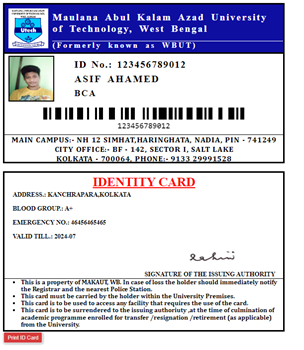 Maulana Abul Kalam Azad University
of Technology, West Bengal
(Formerly known as WBUT)
Utech
ID No.: 123456789012
ASIF AHAMED
BCA
123456789012
MAIN CAMPUS:- NH 12 SIMHAT,HARINGHATA, NADIA, PIN - 741249
CITY OFFICE:- BF - 142, SECTOR I, SALT LAKE
KOLKATA - 700064, PHONE:- 9133 29991528
IDENTITY CARD
ADDRESS.: KANCHRAPARA,KOLKATA
BLOOD GROUP.: A+
EMERGENCY NO.: 46456465465
VALID TILL.: 2024-07
SIGNATURE OF THE ISSUING AUTHORITY
• This is a property of MAKAUT, WB. In case of loss the holder should immediately notify
the Registrar and the nearest Police Station.
• This card must be carried by the holder within the University Premises.
• This card is to be used to access any facility that requires the use of the card.
• This card is to be surrendered to the issuing authoriuty ,at the time of culmination of
academic programme enrolled for transfer /resignation /retirement (as applicable)
from the University.
Print ID Card